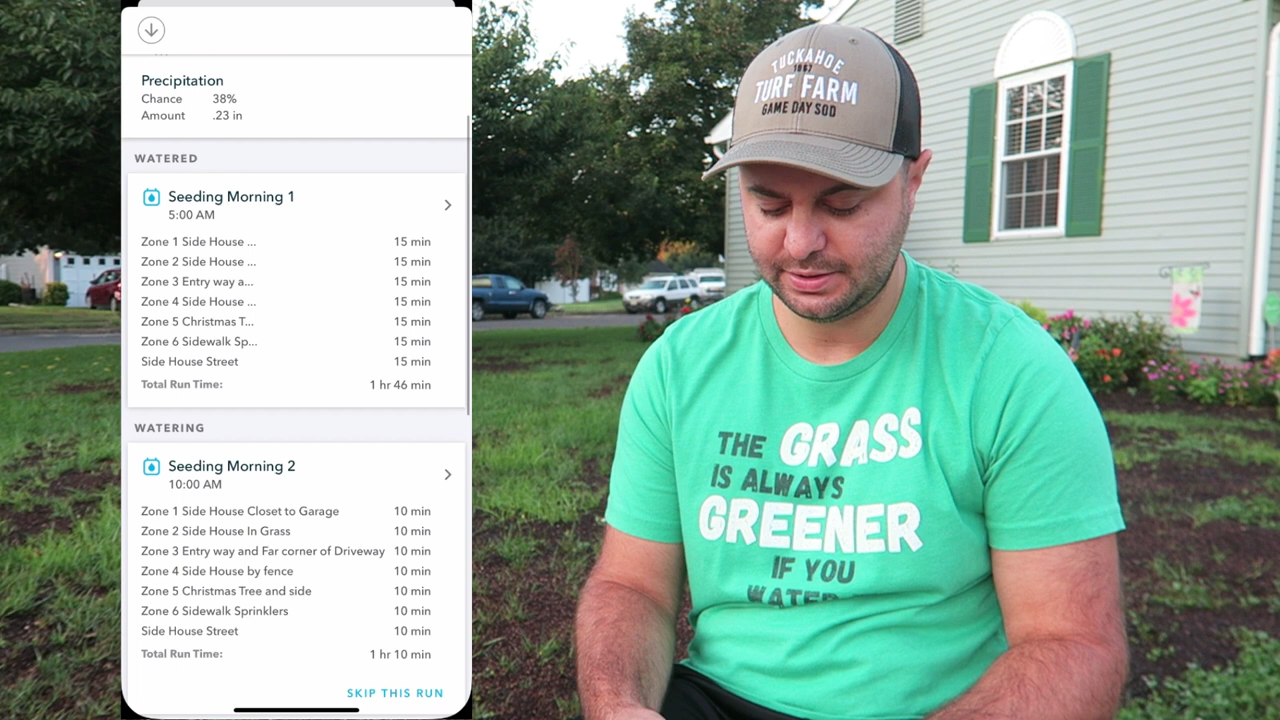 Precipitation
Chance 38%
Amount .23 in
WATERED
Seeding Morning 1
5:00 AM
Zone 1 Side House ... 15 min
Zone 2 Side House ... 15 min
Zone 3 Entry way a... 15 min
Zone 4 Side House ... 15 min
Zone 5 Christmas T... 15 min
Zone 6 Sidewalk Sp... 15 min
Side House Street 15 min
Total Run Time: 1 hr 46 min
WATERING
Seeding Morning 2
10:00 AM
Zone 1 Side House Closet to Garage 10 min
Zone 2 Side House In Grass 10 min
Zone 3 Entry way and Far corner of Driveway 10 min
Zone 4 Side House by fence 10 min
Zone 5 Christmas Tree and side 10 min
Zone 6 Sidewalk Sprinklers 10 min
Side House Street 10 min
Total Run Time: 1 hr 10 min
SKIP THIS RUN
TUCKAHOE
1967
TURF FARM
GAME DAY SOD
THE GRASS
IS ALWAYS
GREENER
IF YOU
WATER